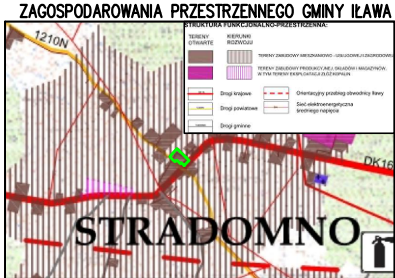 ZAGOSPODAROWANIA PRZESTRZENNEGO GMINY IŁAWA
STRUKTURA FUNKCJONALNO-PRZESTRZENNA:
TERENY
OTWARTE
KIERUNKI
ROZWOJU
TERENY ZABUDOWY MIESZKANIOWO - USŁUGOWEJ I ZAGRODOWEJ
TERENY ZABUDOWY PRODUKCYJNEJ, SKŁADÓW I MAGAZYNÓW,
W TYM TERENY EKSPLOATACJI ZŁÓŻ KOPALIN
Drogi krajowe
Orientacyjny przebieg obwodnicy Iławy
Drogi powiatowe
Sieć elektroenergetyczna
średniego napięcia
Drogi gminne
1210N
DK16
STRADOMNO